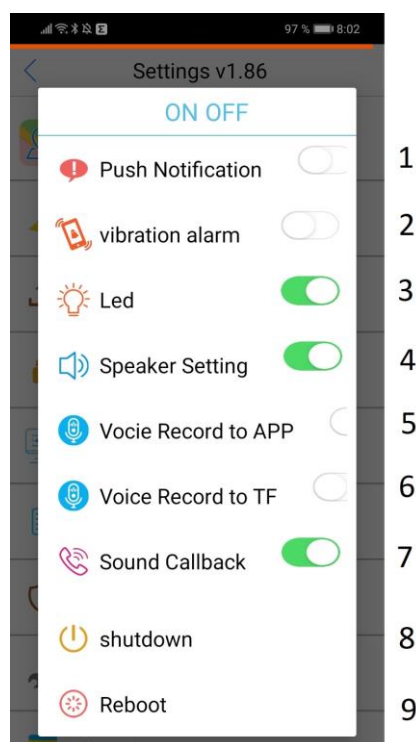 97 % 8:02
Settings v1.86
ON OFF
Push Notification 1
vibration alarm 2
Led 3
Speaker Setting 4
Vocie Record to APP 5
Voice Record to TF 6
Sound Callback 7
shutdown 8
Reboot 9